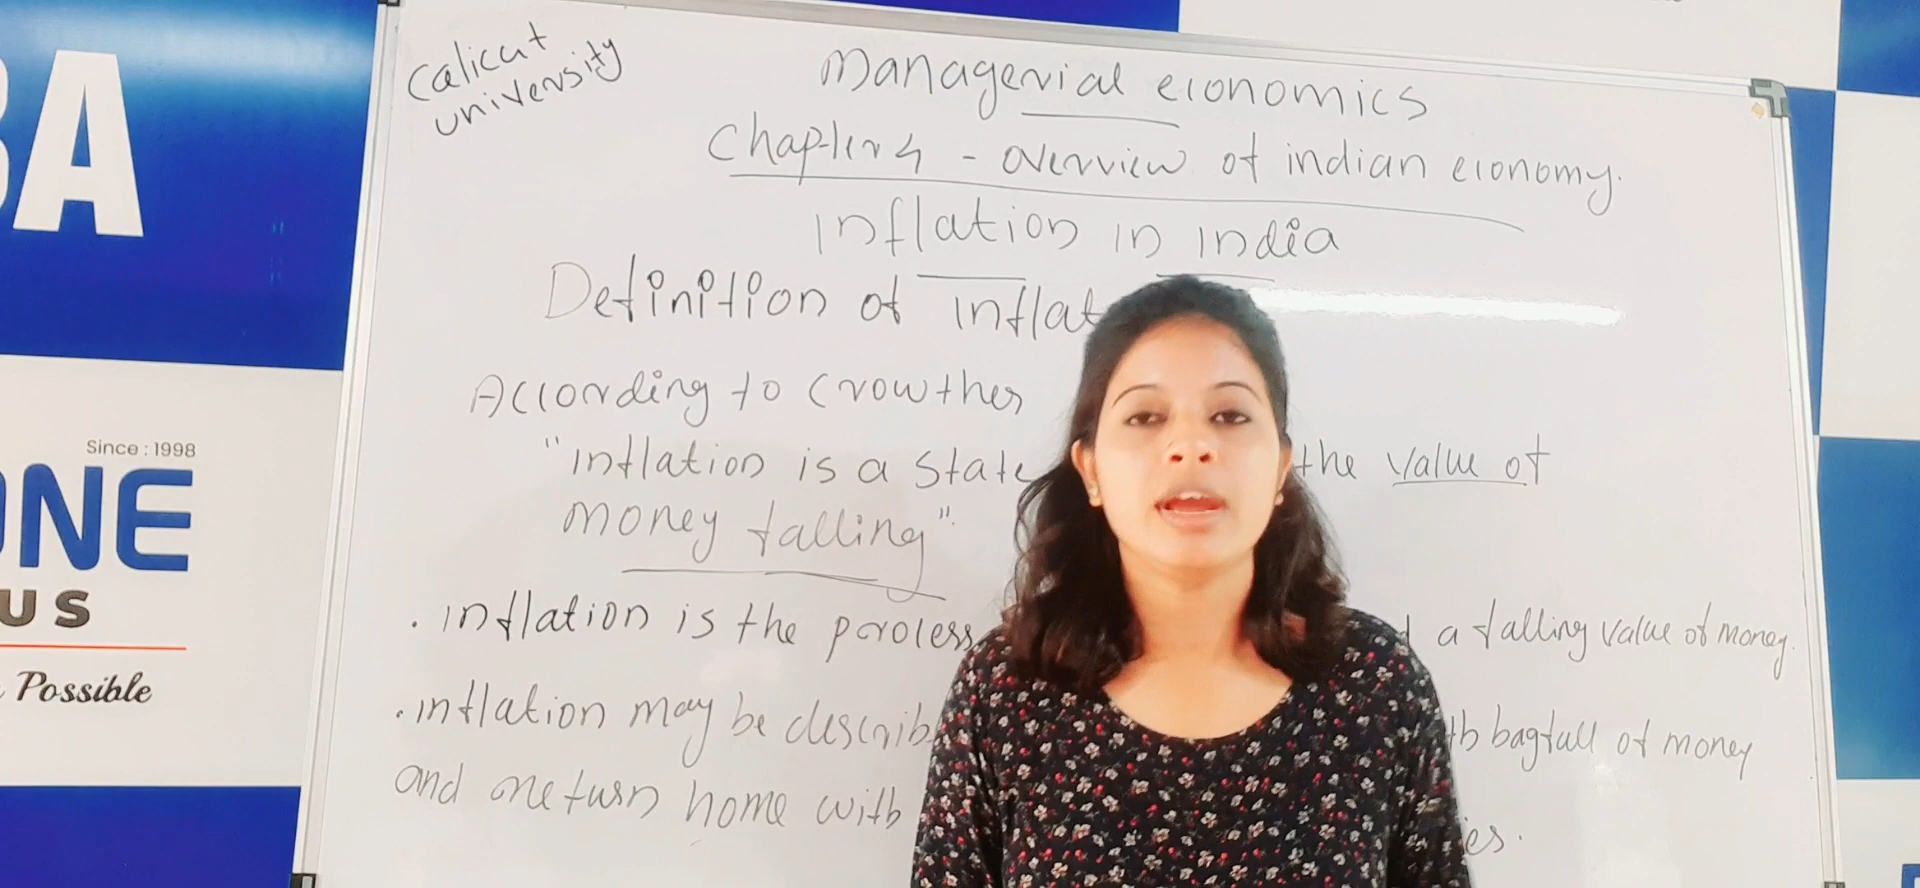 BA
Since : 1998
ONE
US
Possible
Calicut
university
Managerial economics
Chapter 4 - Overview of indian economy.
Inflation in india
Definition of inflat
According to Crowther
"inflation is a State the value of
money falling".
. inflation is the process a falling value of money.
. inflation may be describ bagfull of money
and return home with